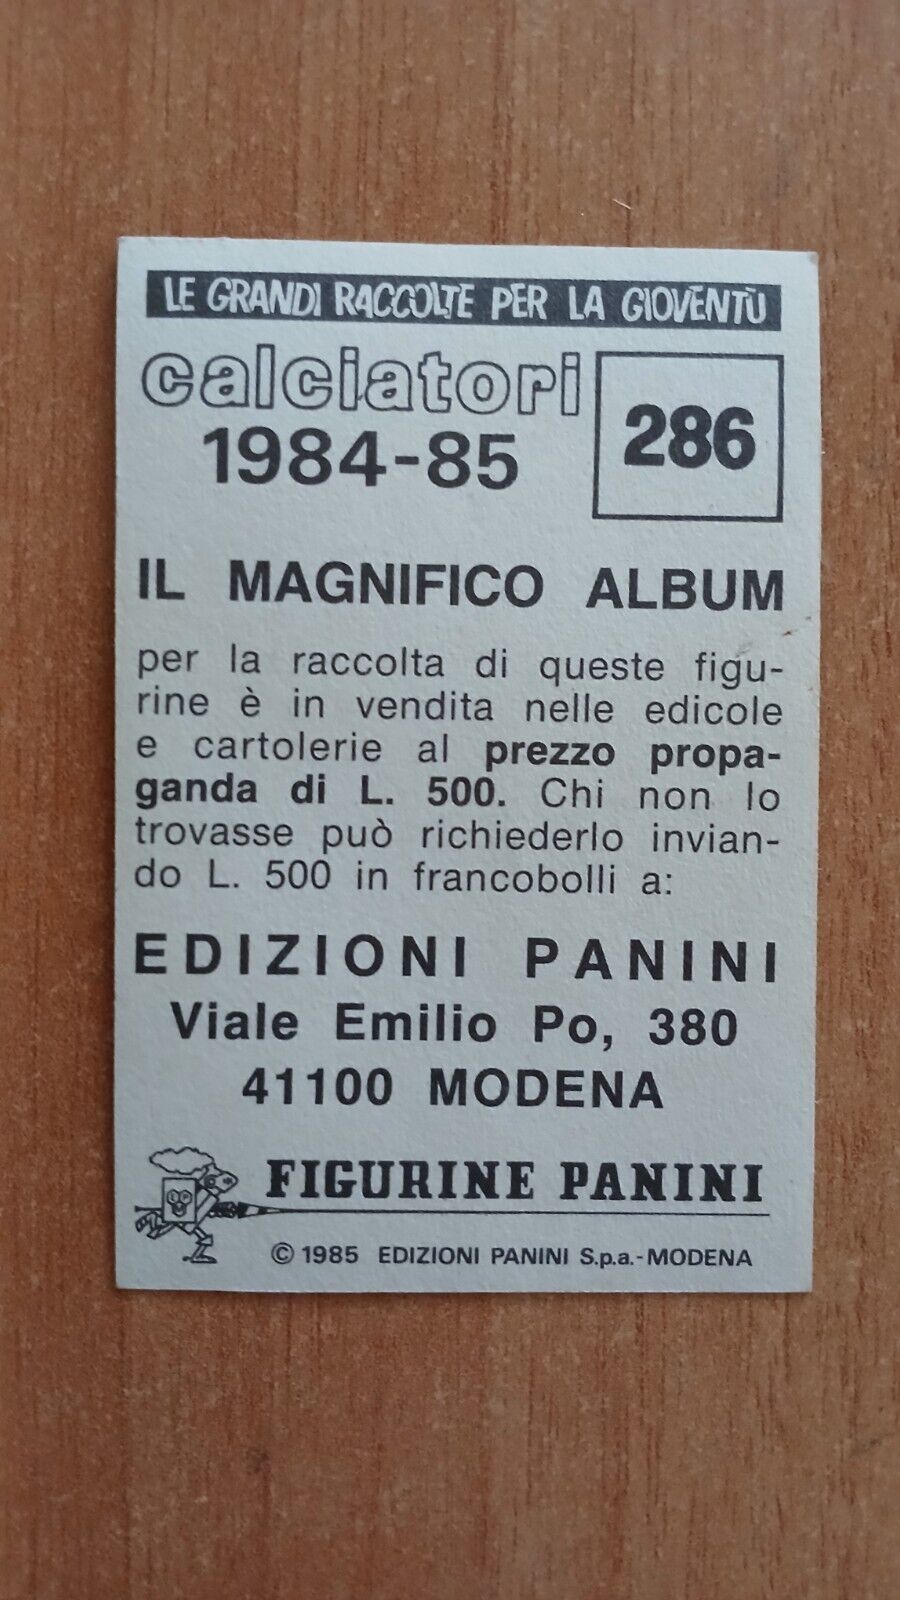 LE GRANDI RACCOLTE PER LA GIOVENTÙ
calciatori
1984-85
286
IL MAGNIFICO ALBUM
per la raccolta di queste figu-
rine è in vendita nelle edicole
e cartolerie al prezzo propa-
ganda di L. 500. Chi non lo
trovasse può richiederlo invian-
do L. 500 in francobolli a:
EDIZIONI PANINI
Viale Emilio Po, 380
41100 MODENA
FIGURINE PANINI
© 1985 EDIZIONI PANINI S.p.a.-MODENA